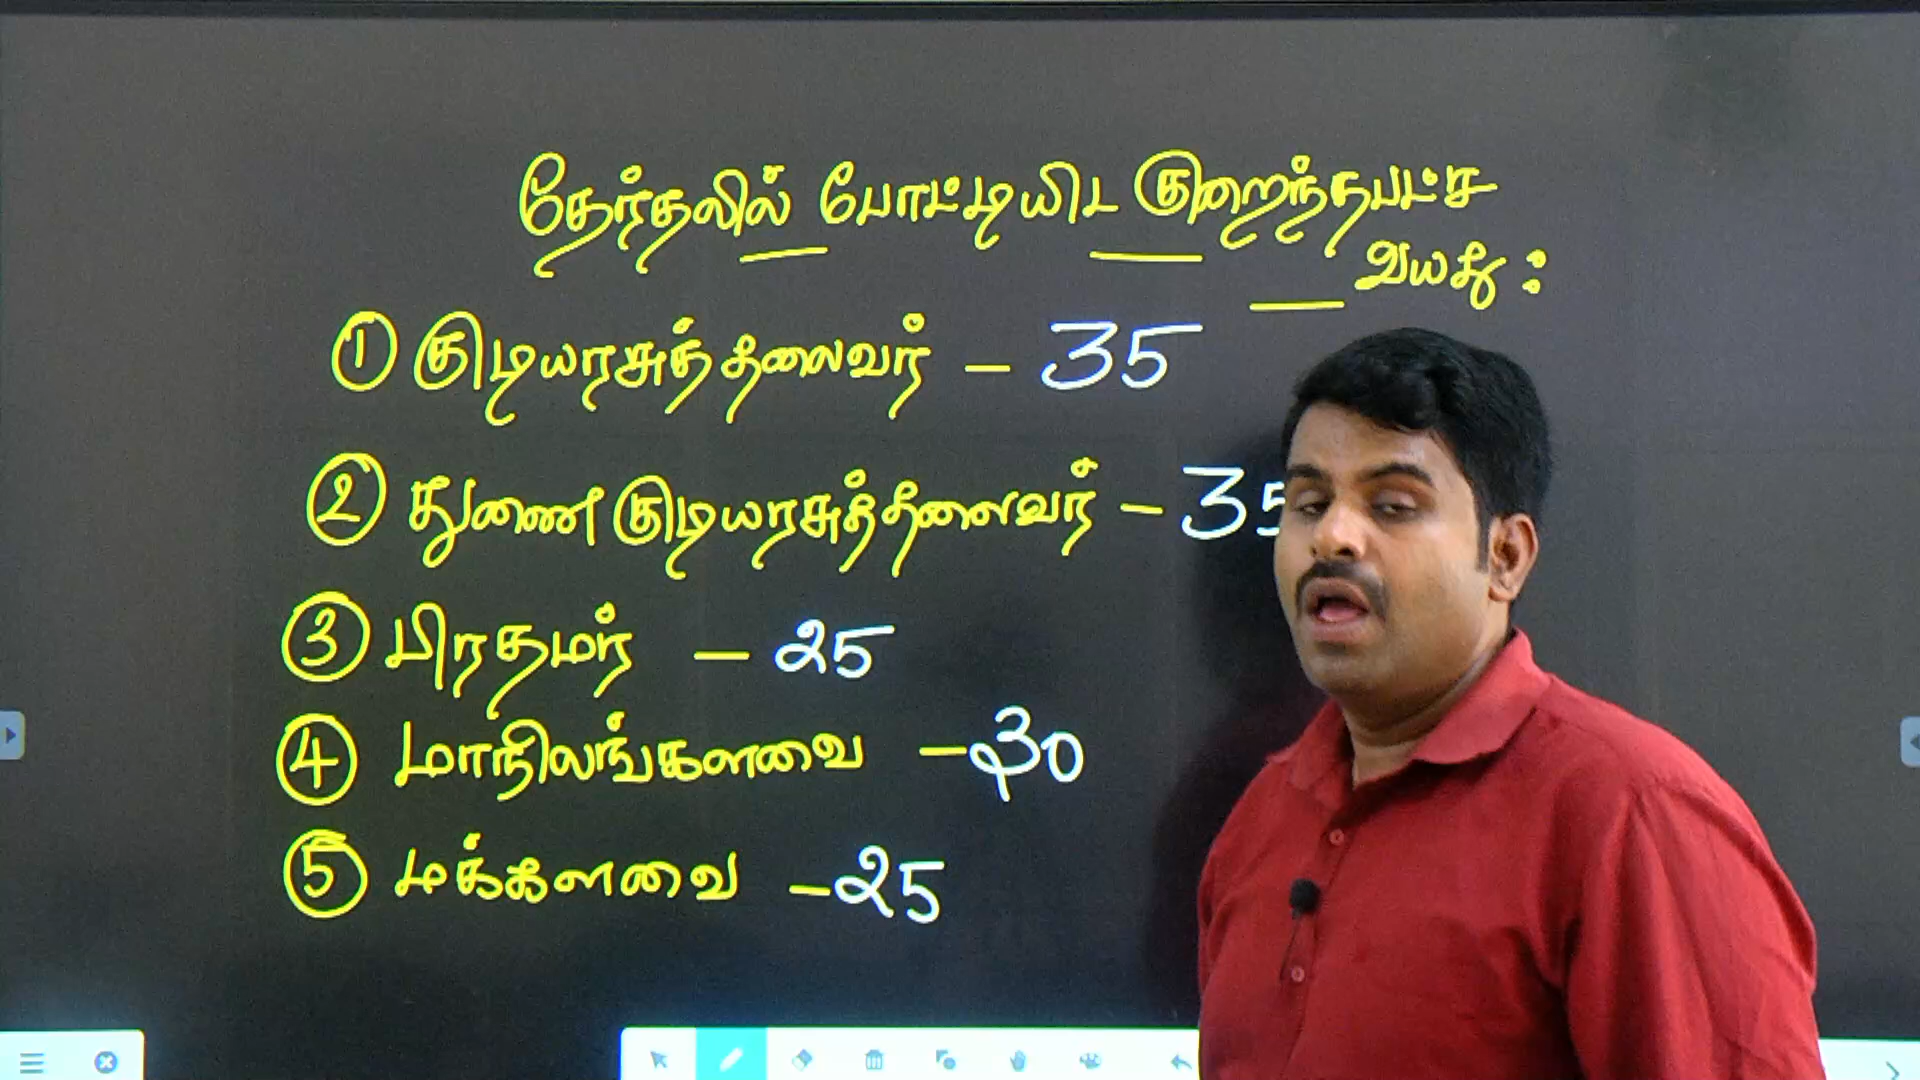 தேர்தலில் போட்டியிட குறைந்தபட்ச
வயது :
① குடியரசுத்தலைவர் – 35
② துணை குடியரசுத்தலைவர் – 35
③ பிரதமர் – 25
④ மாநிலங்களவை – 30
⑤ மக்களவை – 25